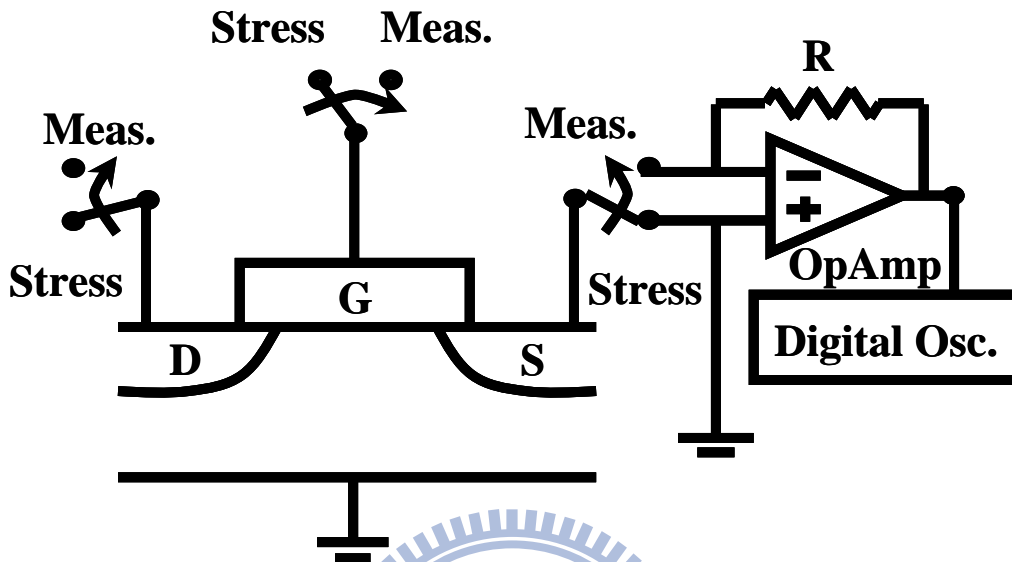 Stress Meas.
R
Meas.
Meas.
−
+
OpAmp
Stress
Stress
G
D
S
Digital Osc.